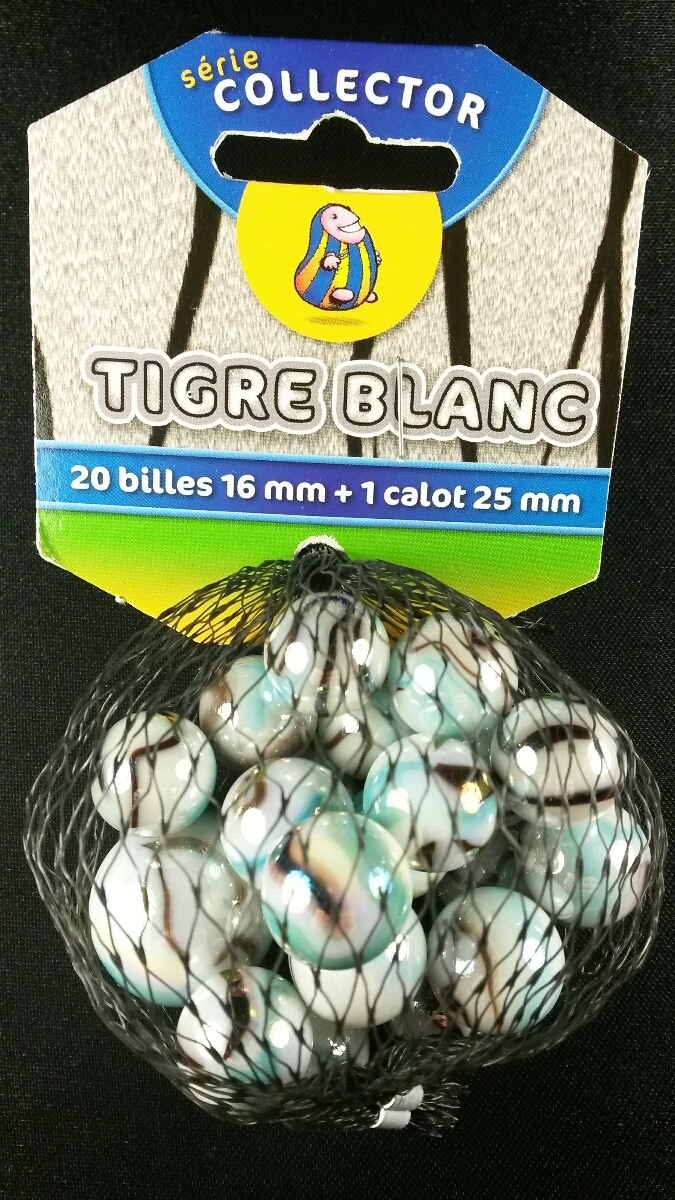 série
COLLECTOR
TIGRE BLANC
20 billes 16 mm + 1 calot 25 mm